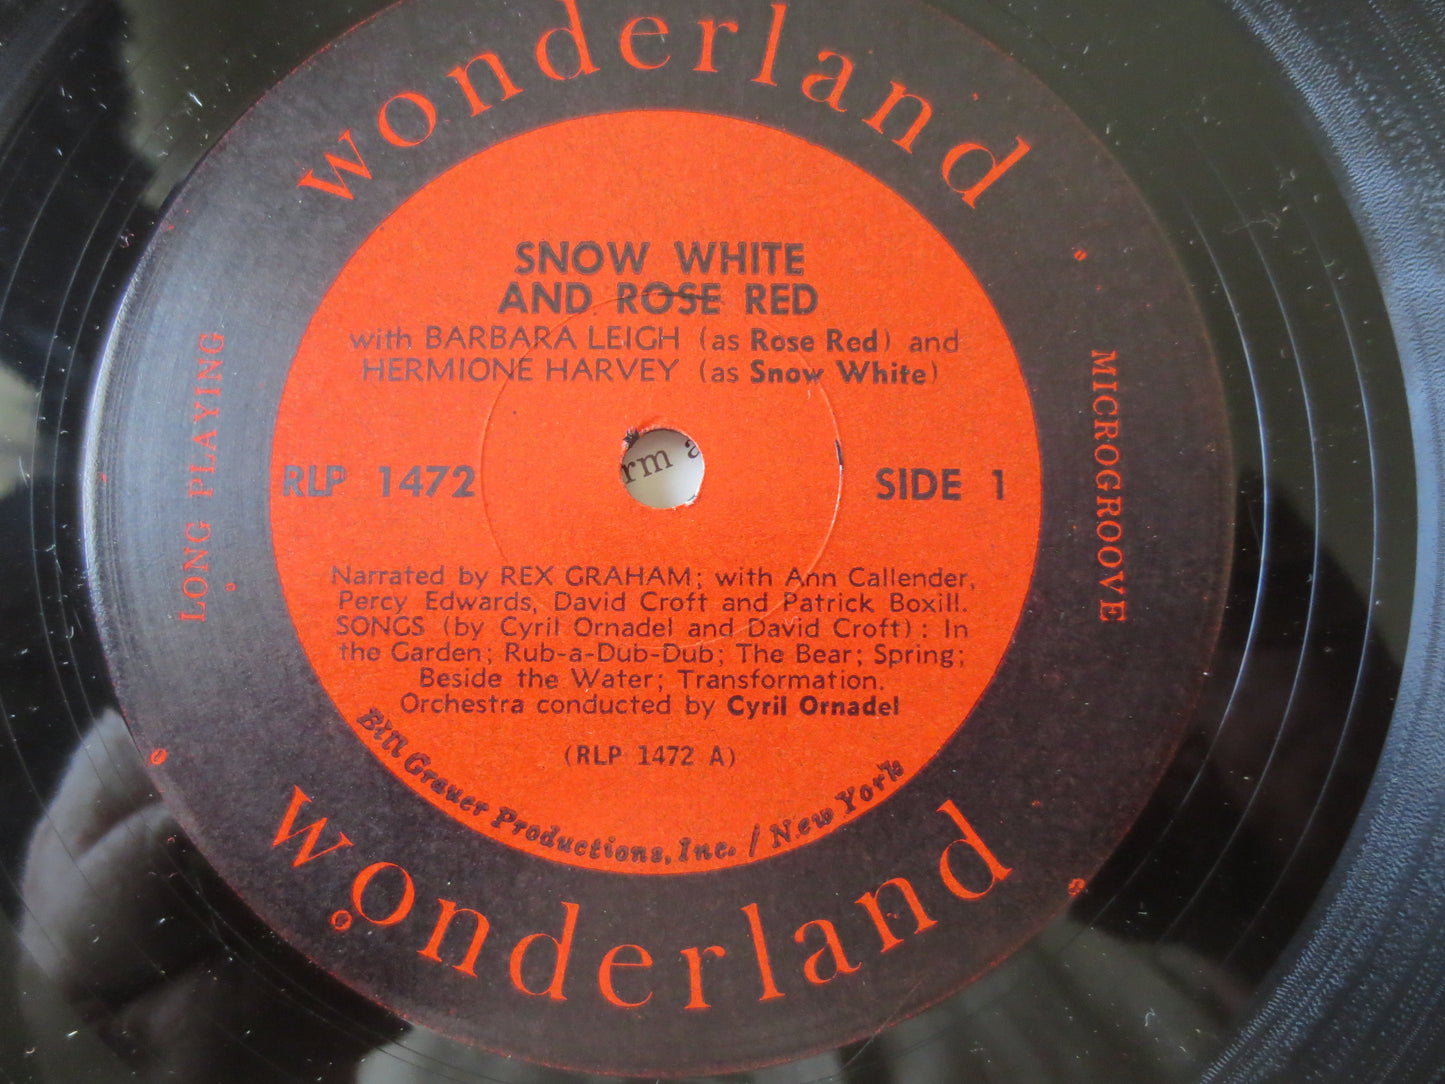 wonderland
SNOW WHITE
AND ROSE RED
with BARBARA LEIGH (as Rose Red) and
HERMIONE HARVEY (as Snow White)
LONG PLAYING
RLP 1472
rm a
SIDE 1
MICROGROOVE
Narrated by REX GRAHAM; with Ann Callender,
Percy Edwards, David Croft and Patrick Boxill.
SONGS (by Cyril Ornadel and David Croft) : In
the Garden; Rub-a-Dub-Dub; The Bear; Spring;
Beside the Water; Transformation.
Orchestra conducted by Cyril Ornadel
(RLP 1472 A)
Bill Grauer Productions, Inc. / New York
wonderland